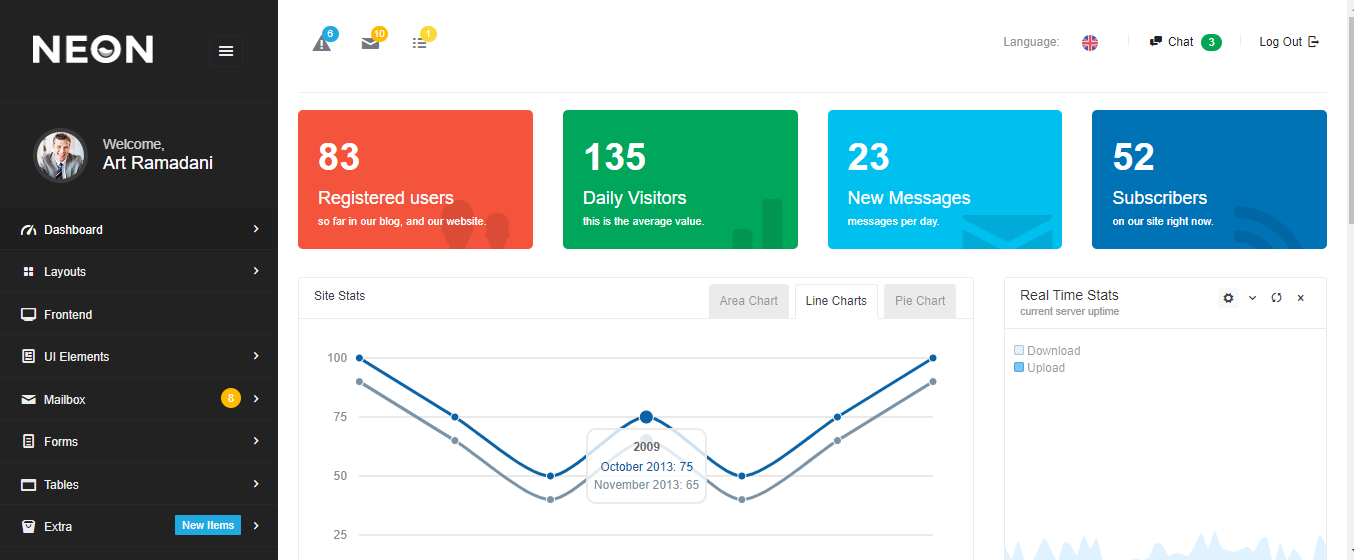 NEON
6
10
1
Language:
Chat 3
Log Out
Welcome,
Art Ramadani
Dashboard
Layouts
Frontend
UI Elements
Mailbox 8
Forms
Tables
Extra New Items
83
Registered users
so far in our blog, and our website.
135
Daily Visitors
this is the average value.
23
New Messages
messages per day.
52
Subscribers
on our site right now.
Site Stats
Area Chart
Line Charts
Pie Chart
100
75
50
25
2009
October 2013: 75
November 2013: 65
Real Time Stats
current server uptime
Download
Upload